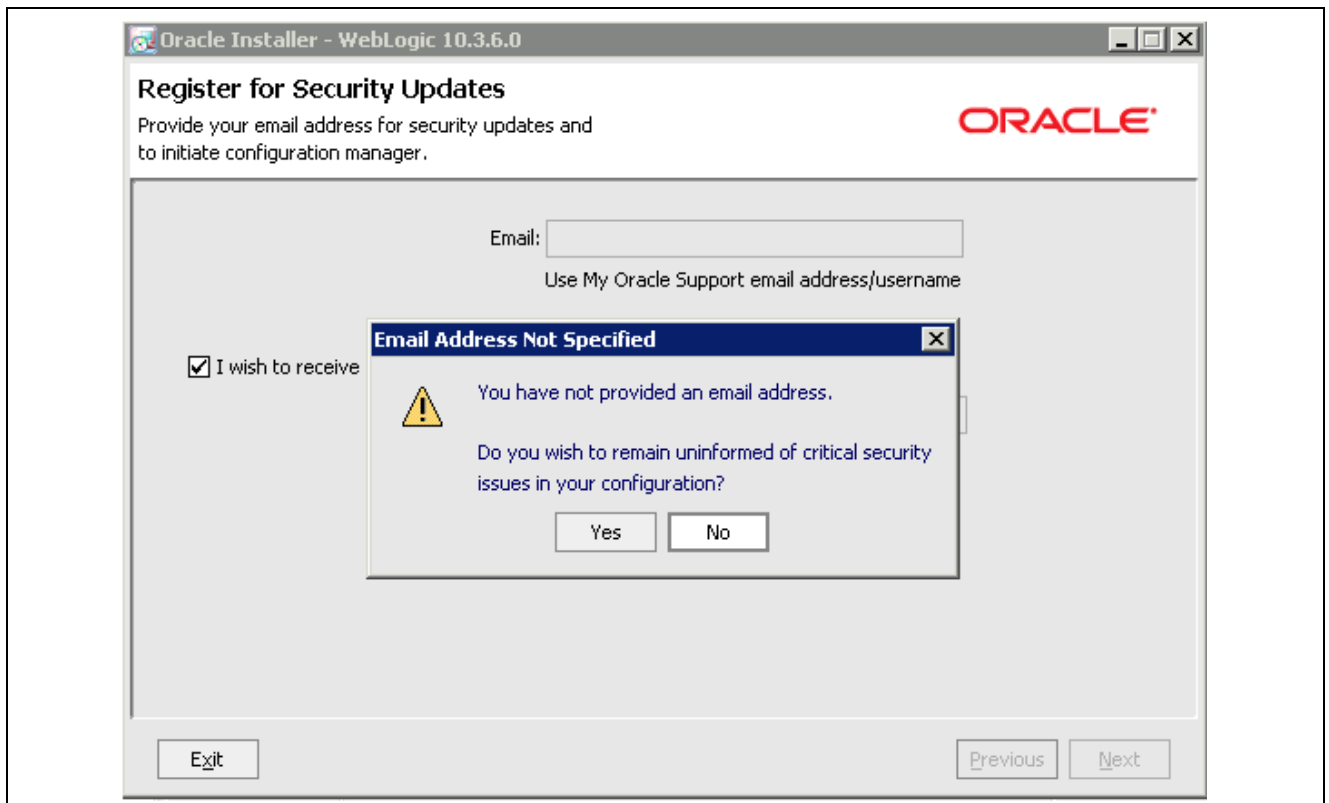 Oracle Installer - WebLogic 10.3.6.0
Register for Security Updates
Provide your email address for security updates and
to initiate configuration manager.
ORACLE
Email:
Use My Oracle Support email address/username
Email Address Not Specified
I wish to receive
You have not provided an email address.
Do you wish to remain uninformed of critical security
issues in your configuration?
Yes No
Exit Previous Next